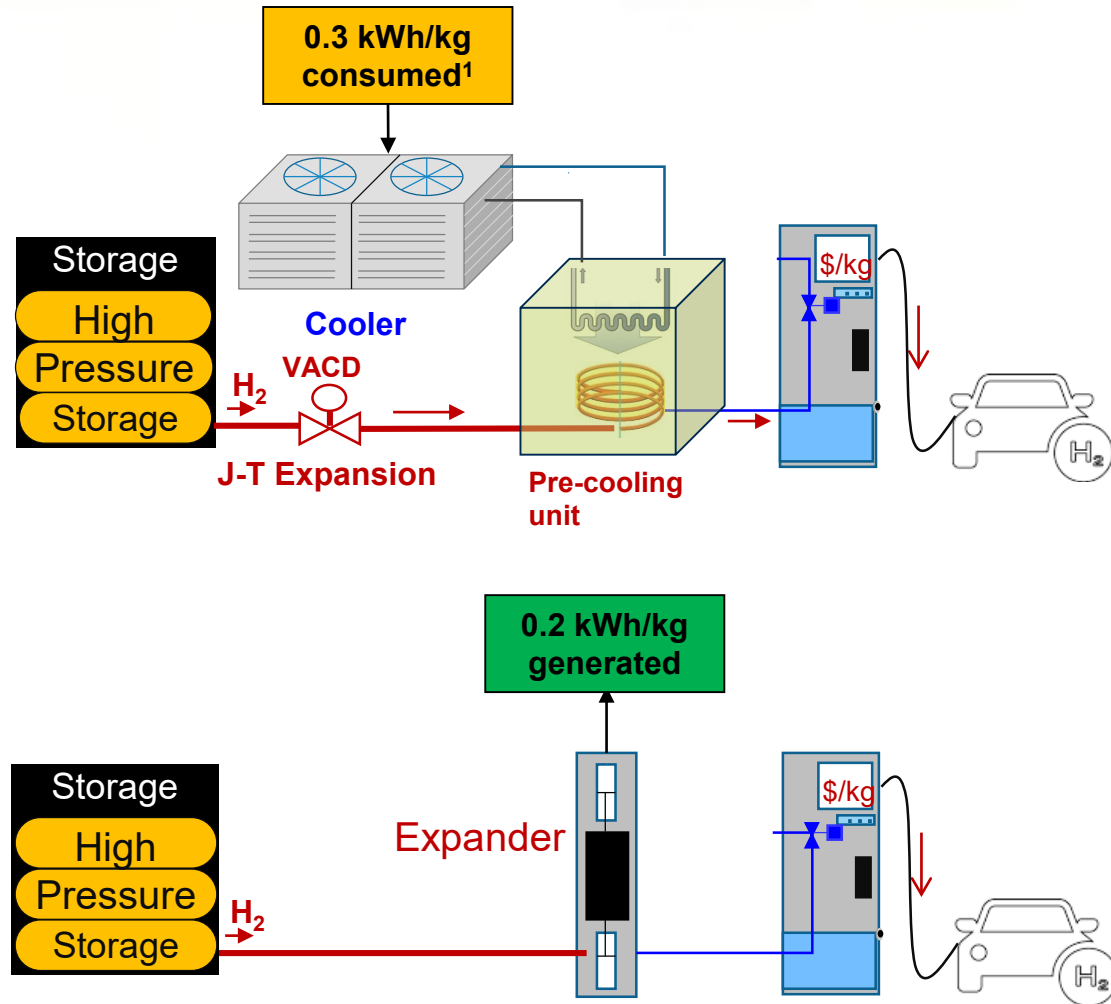 0.3 kWh/kg
consumed¹
Storage
High
Pressure
Storage
H₂
Cooler
VACD
J-T Expansion
Pre-cooling
unit
$/kg
H₂
0.2 kWh/kg
generated
Storage
High
Pressure
Storage
H₂
Expander
$/kg
H₂